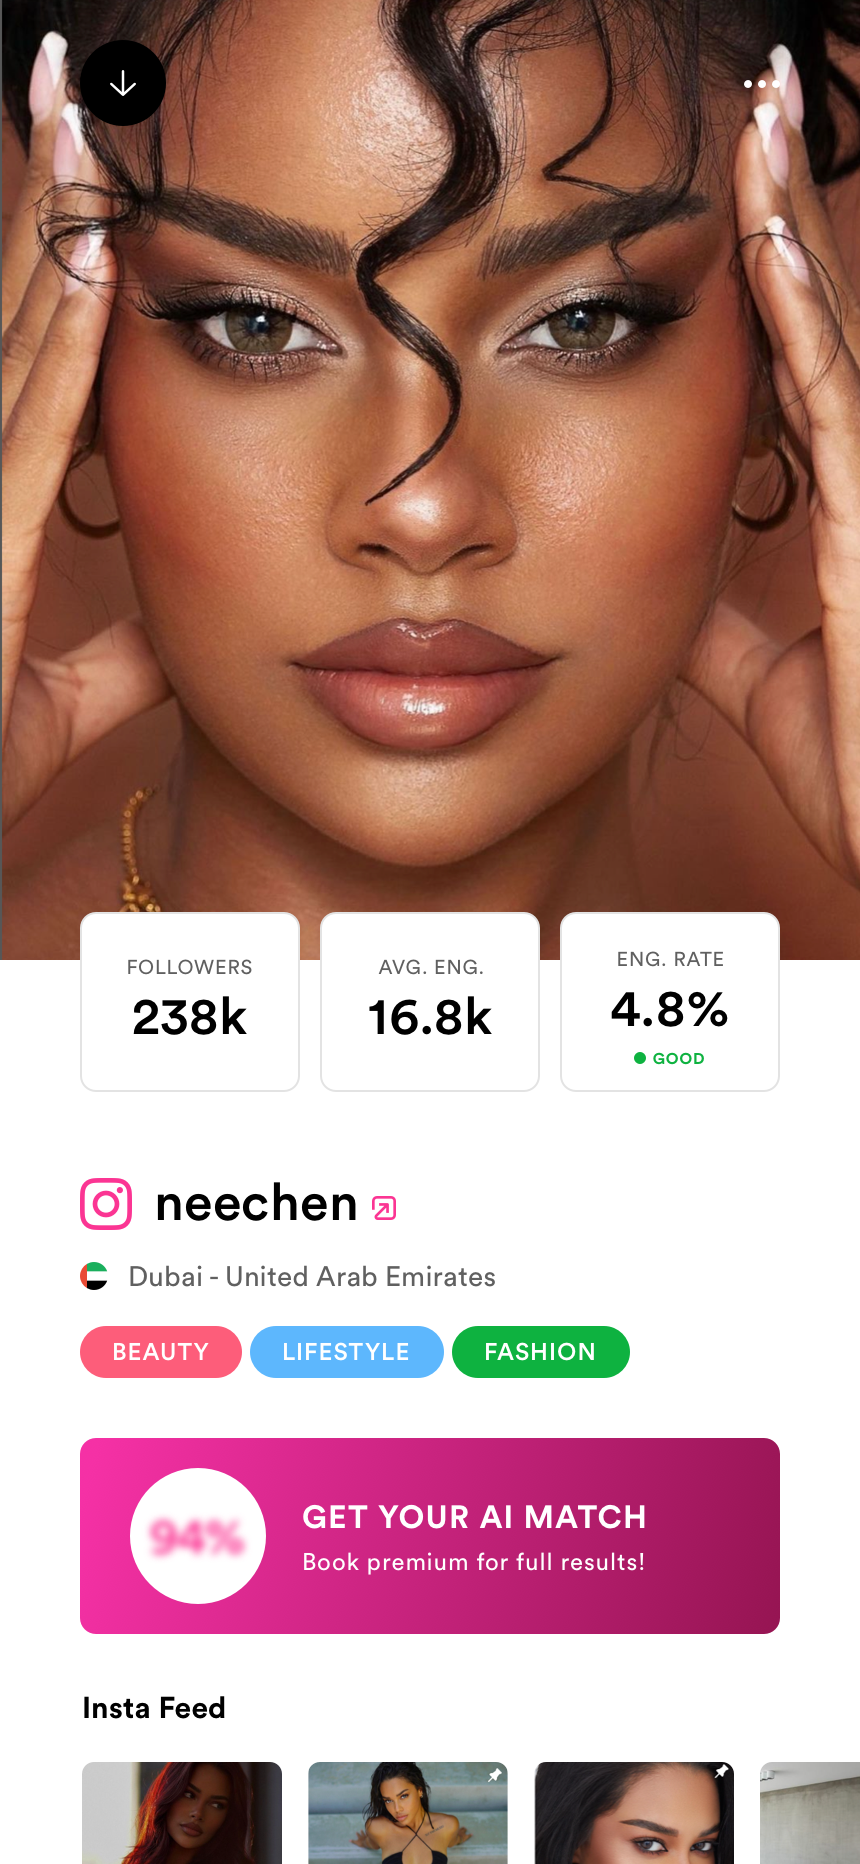 FOLLOWERS
238k
AVG. ENG.
16.8k
ENG. RATE
4.8%
GOOD
neechen
Dubai - United Arab Emirates
BEAUTY
LIFESTYLE
FASHION
94%
GET YOUR AI MATCH
Book premium for full results!
Insta Feed